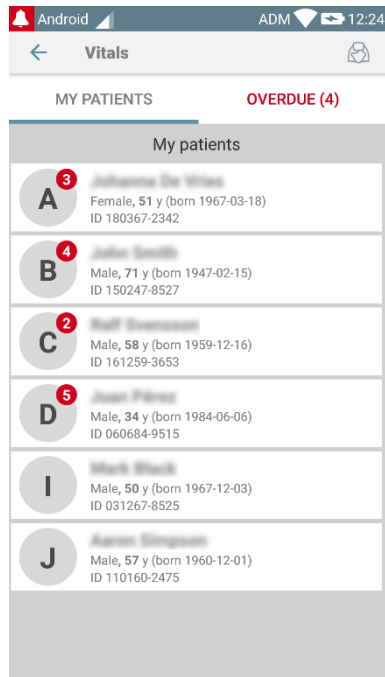 Android
ADM 12:24
Vitals
MY PATIENTS
OVERDUE (4)
My patients
A 3
Female, 51 y (born 1967-03-18)
ID 180367-2342
B 4
Male, 71 y (born 1947-02-15)
ID 150247-8527
C 2
Male, 58 y (born 1959-12-16)
ID 161259-3653
D 5
Male, 34 y (born 1984-06-06)
ID 060684-9515
I
Male, 50 y (born 1967-12-03)
ID 031267-8525
J
Male, 57 y (born 1960-12-01)
ID 110160-2475